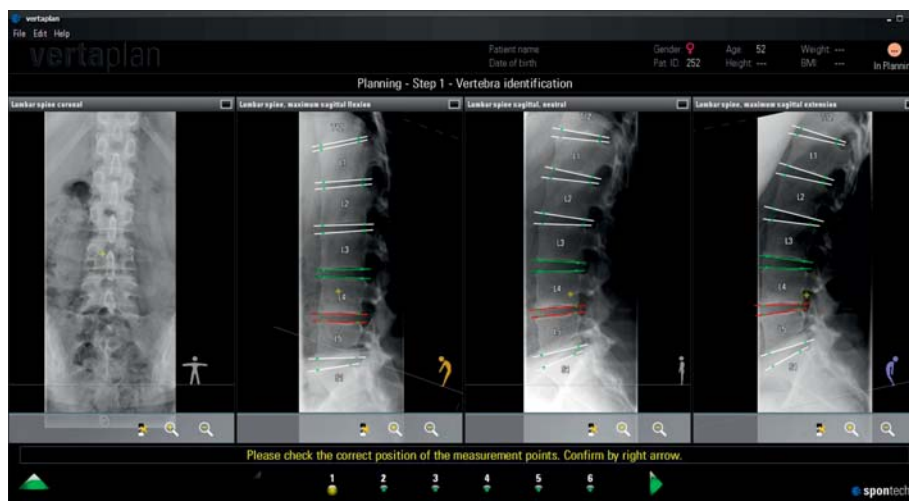 vertaplan
File Edit Help
vertaplan
Patient name
Date of birth
Gender:
Pat. ID: 252
Age: 52
Height: ---
Weight: ---
BMI: ---
In Plannin
Planning - Step 1 - Vertebra identification
Lumbar spine coronal
Lumbar spine, maximum sagittal flexion
Lumbar spine sagittal, neutral
Lumbar spine, maximum sagittal extension
L1
L2
L3
L4
L5
S1
L1
L2
L3
L4
L5
S1
L1
L2
L3
L4
L5
S1
Please check the correct position of the measurement points. Confirm by right arrow.
1 2 3 4 5 6
spontech